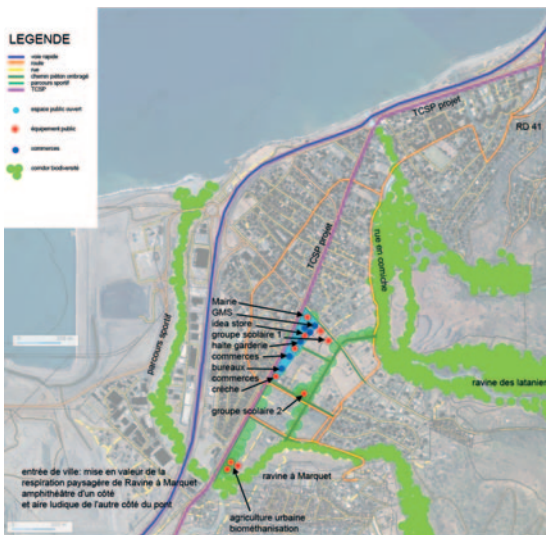 LEGENDE
voie rapide
route
rue
chemin piéton ombragé
parcours sportif
TCSP
espace public ouvert
équipement public
commerces
corridor biodiversité
TCSP projet
RD 41
TCSP projet
rue en corniche
parcours sportif
Mairie
GMS
idea store
groupe scolaire 1
halte garderie
commerces
bureaux
commerces
crèche
groupe scolaire 2
ravine des lataniers
ravine à Marquet
entrée de ville: mise en valeur de la
respiration paysagère de Ravine à Marquet
amphithéâtre d'un côté
et aire ludique de l'autre côté du pont
agriculture urbaine
biométhanisation